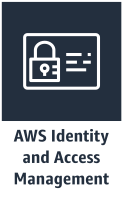 AWS Identity
and Access
Management